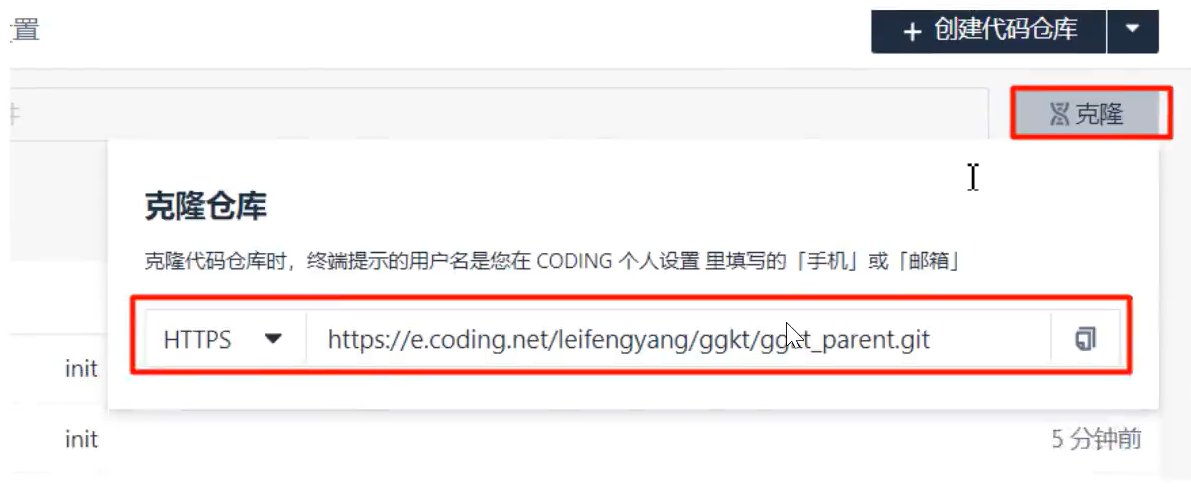 置
创建代码仓库
克隆
克隆仓库
克隆代码仓库时，终端提示的用户名是您在 CODING 个人设置 里填写的「手机」或「邮箱」
HTTPS https://e.coding.net/leifengyang/ggkt/ggkt_parent.git
init
init 5 分钟前